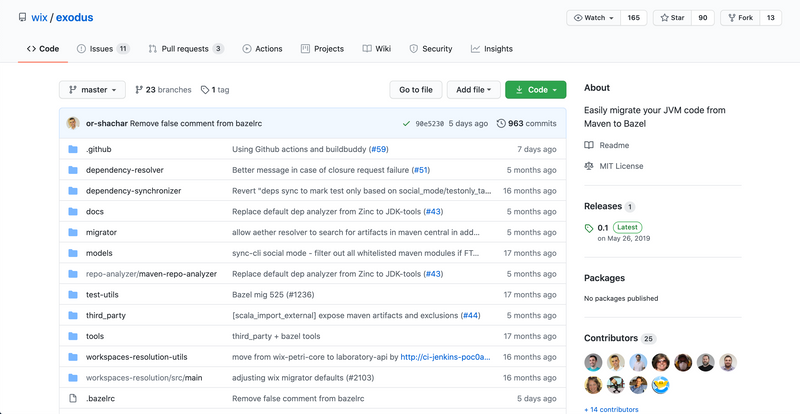 wix / exodus
Watch 165 Star 90 Fork 13
Code Issues 11 Pull requests 3 Actions Projects Wiki Security Insights
master 23 branches 1 tag Go to file Add file Code
or-shachar Remove false comment from bazelrc 90e5230 5 days ago 963 commits
.github Using Github actions and buildbuddy (#59) 7 days ago
dependency-resolver Better message in case of closure request failure (#51) 5 months ago
dependency-synchronizer Revert "deps sync to mark test only based on social_mode/testonly_ta... 16 months ago
docs Replace default dep analyzer from Zinc to JDK-tools (#43) 5 months ago
migrator allow aether resolver to search for artifacts in maven central in add... 5 months ago
models sync-cli social mode - filter out all whitelisted maven modules if FT... 17 months ago
repo-analyzer/maven-repo-analyzer Replace default dep analyzer from Zinc to JDK-tools (#43) 5 months ago
test-utils Bazel mig 525 (#1236) 17 months ago
third_party [scala_import_external] expose maven artifacts and exclusions (#44) 5 months ago
tools third_party + bazel tools 17 months ago
workspaces-resolution-utils move from wix-petri-core to laboratory-api by http://ci-jenkins-poc0a... 16 months ago
workspaces-resolution/src/main adjusting wix migrator defaults (#2103) 16 months ago
.bazelrc Remove false comment from bazelrc 5 days ago
About
Easily migrate your JVM code from
Maven to Bazel
Readme
MIT License
Releases 1
0.1 Latest
on May 26, 2019
Packages
No packages published
Contributors 25
+ 14 contributors